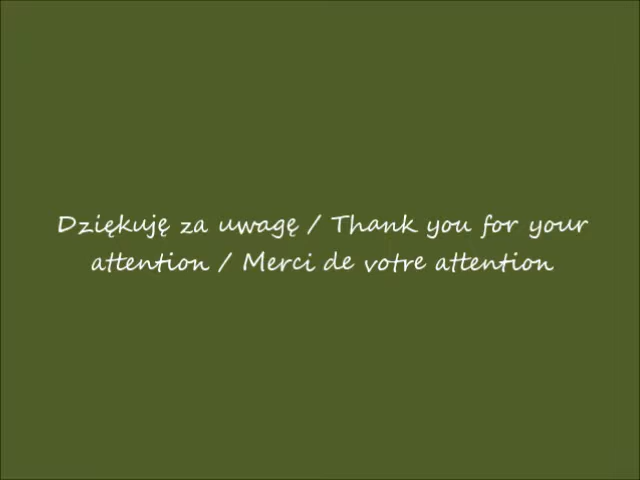 Dziękuję za uwagę / Thank you for your
attention / Merci de votre attention